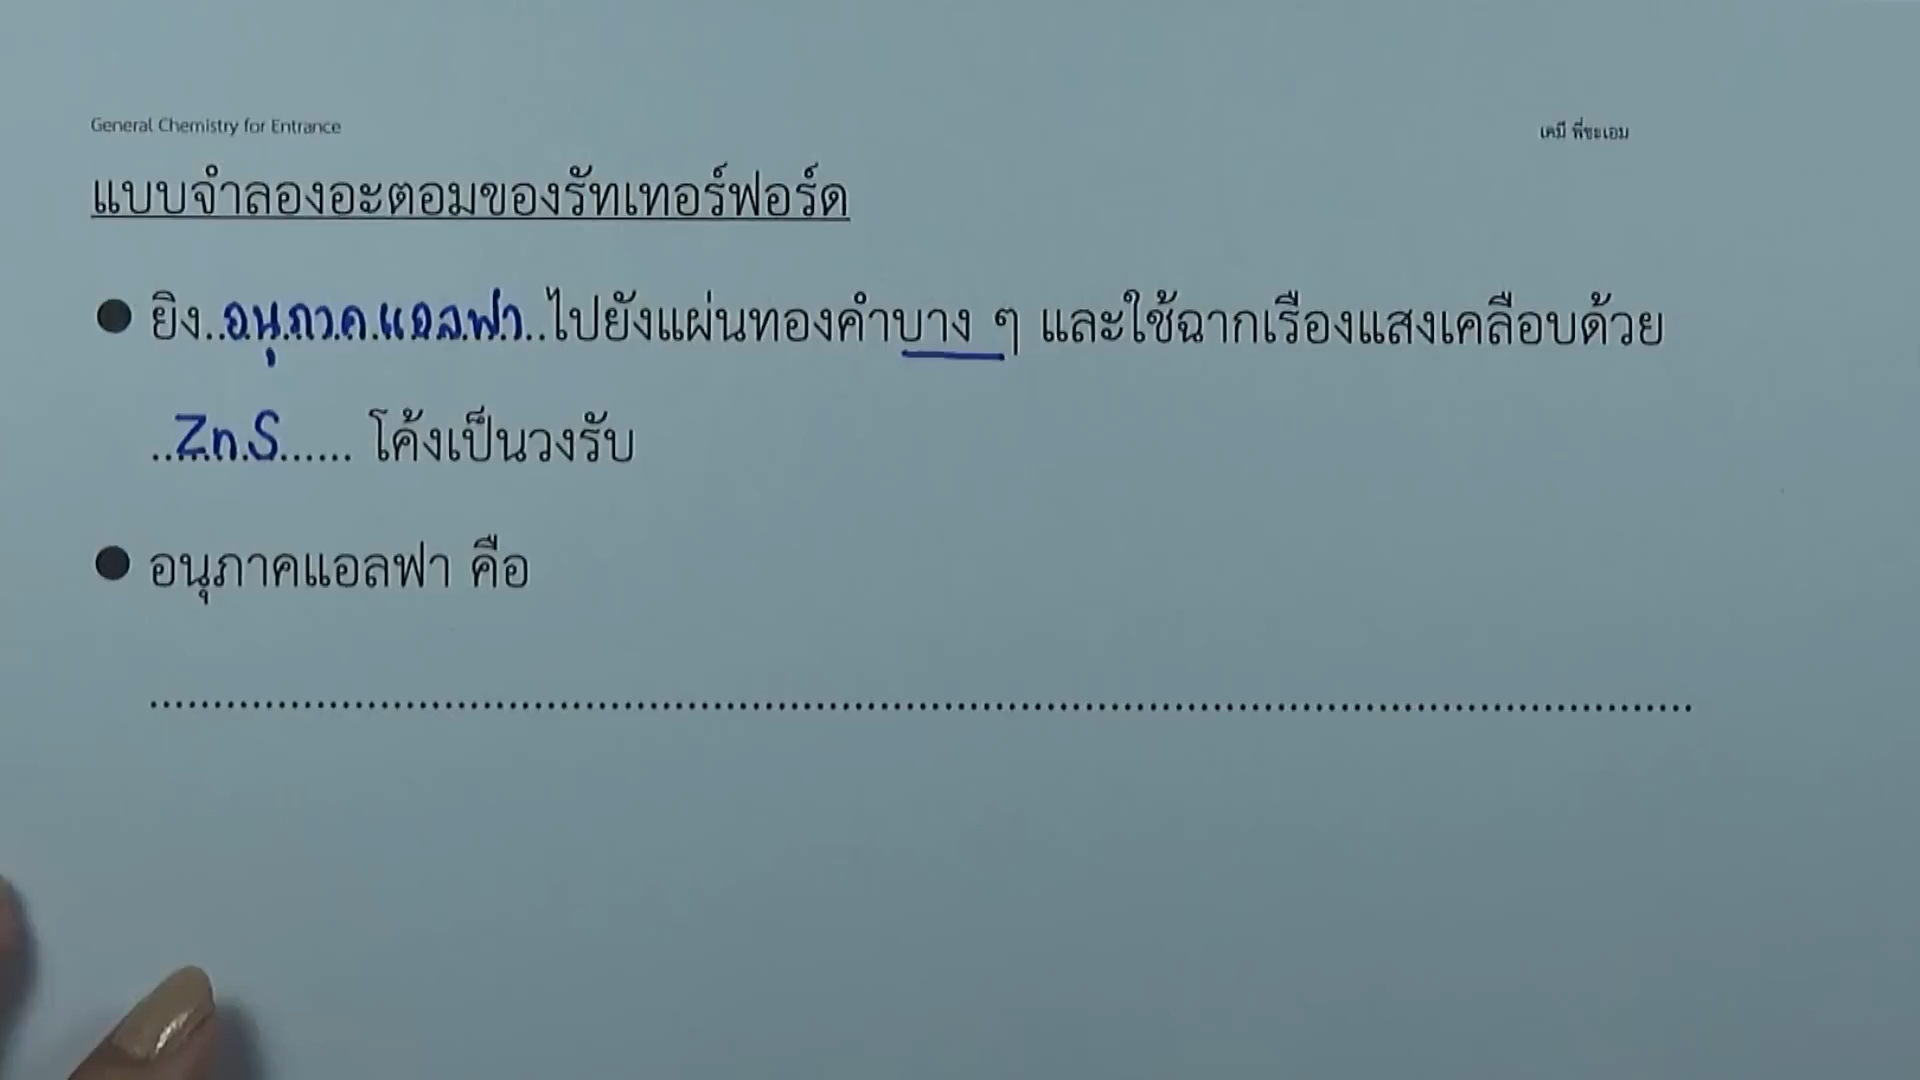 General Chemistry for Entrance
เคมี พี่ชะเอม
แบบจำลองอะตอมของรัทเทอร์ฟอร์ด
● ยิง..อนุภาคแอลฟา..ไปยังแผ่นทองคำบาง ๆ และใช้ฉากเรืองแสงเคลือบด้วย
..ZnS...... โค้งเป็นวงรับ
● อนุภาคแอลฟา คือ